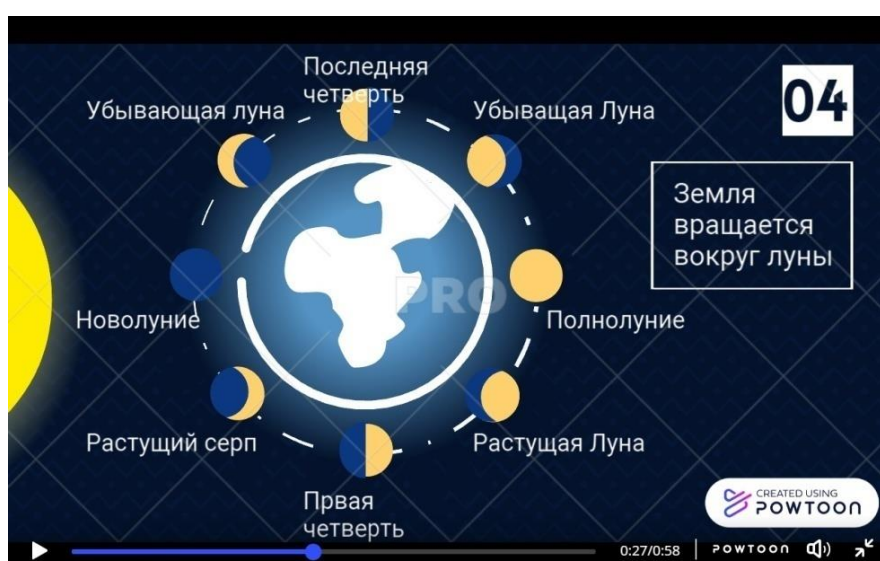 Последняя
четверть
Убывающая луна
Убыващая Луна
04
Земля
вращается
вокруг луны
PRO
Новолуние
Полнолуние
Растущий серп
Растущая Луна
Првая
четверть
CREATED USING
POWTOON
0:27/0:58
POWTOON